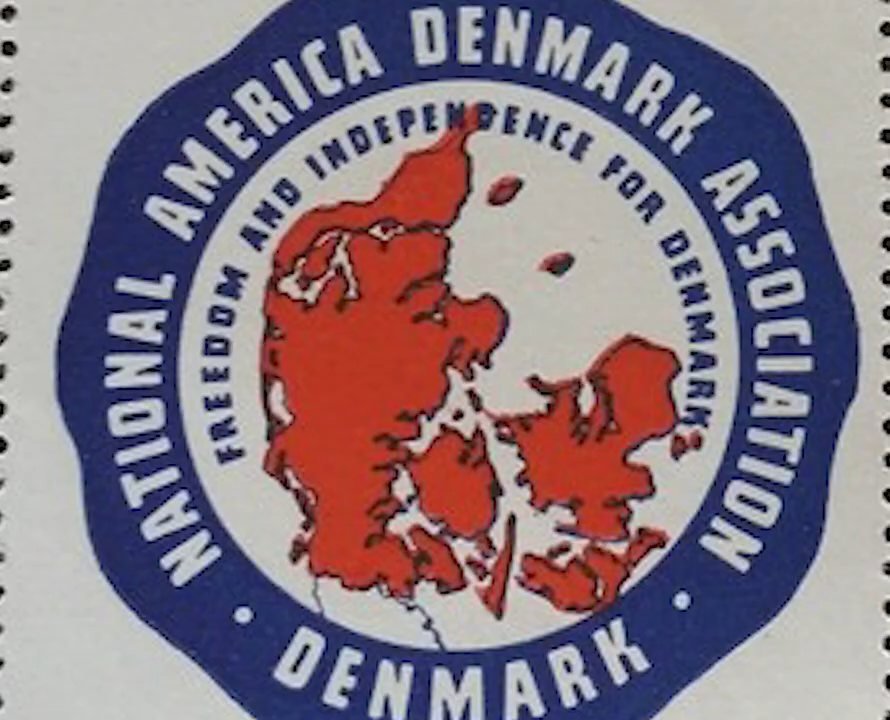 NATIONAL AMERICA DENMARK ASSOCIATION
FREEDOM AND INDEPENDENCE FOR DENMARK
• DENMARK •